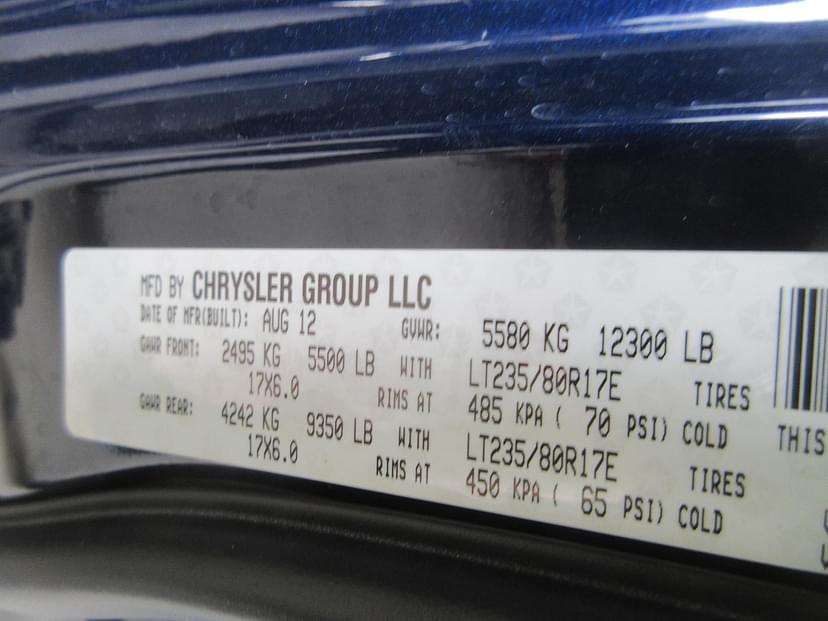 MFD BY CHRYSLER GROUP LLC
DATE OF MFR(BUILT): AUG 12 GVWR: 5580 KG 12300 LB
GAWR FRONT: 2495 KG 5500 LB WITH LT235/80R17E TIRES
17X6.0 RIMS AT 485 KPA ( 70 PSI) COLD
GAWR REAR: 4242 KG 9350 LB WITH LT235/80R17E TIRES
17X6.0 RIMS AT 450 KPA ( 65 PSI) COLD
THIS